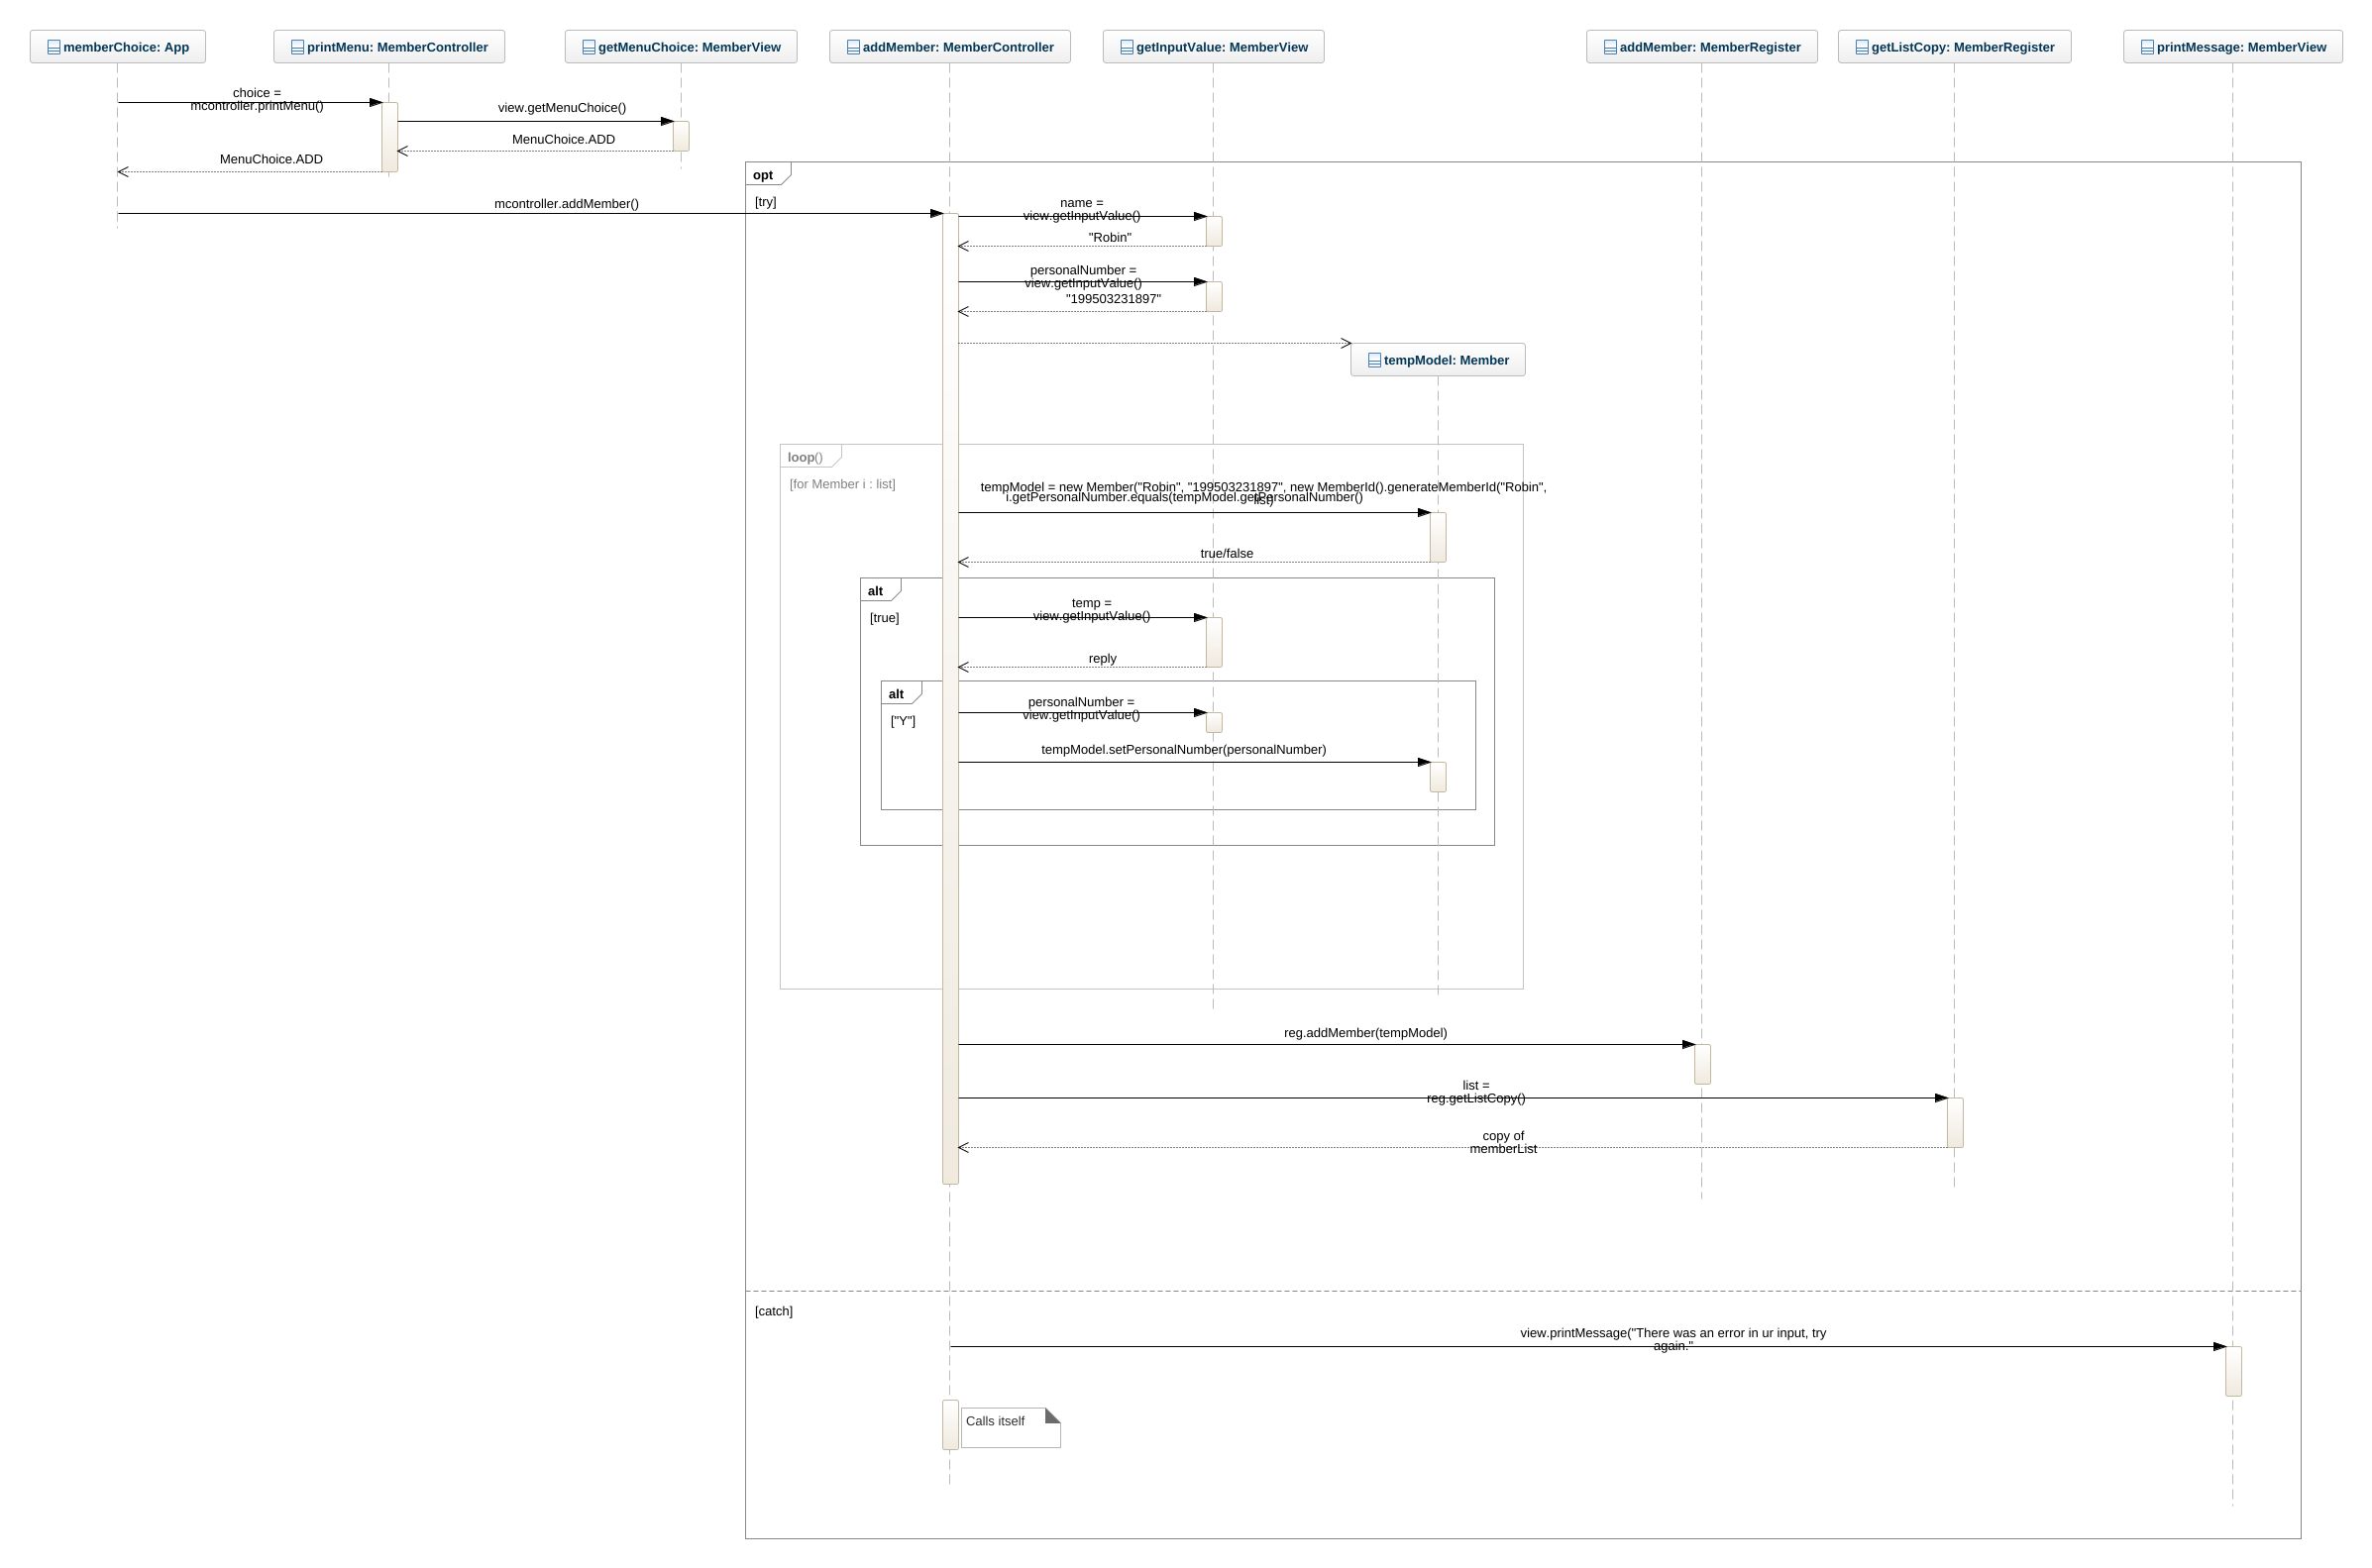 memberChoice: App
printMenu: MemberController
getMenuChoice: MemberView
addMember: MemberController
getInputValue: MemberView
addMember: MemberRegister
getListCopy: MemberRegister
printMessage: MemberView
choice =
mcontroller.printMenu()
view.getMenuChoice()
MenuChoice.ADD
MenuChoice.ADD
opt
[try]
mcontroller.addMember()
name =
view.getInputValue()
"Robin"
personalNumber =
view.getInputValue()
"199503231897"
tempModel: Member
loop()
[for Member i : list]
tempModel = new Member("Robin", "199503231897", new MemberId().generateMemberId("Robin",
list)
i.getPersonalNumber.equals(tempModel.getPersonalNumber()
true/false
alt
[true]
temp =
view.getInputValue()
reply
alt
["Y"]
personalNumber =
view.getInputValue()
tempModel.setPersonalNumber(personalNumber)
reg.addMember(tempModel)
list =
reg.getListCopy()
copy of
memberList
[catch]
view.printMessage("There was an error in ur input, try
again."
Calls itself